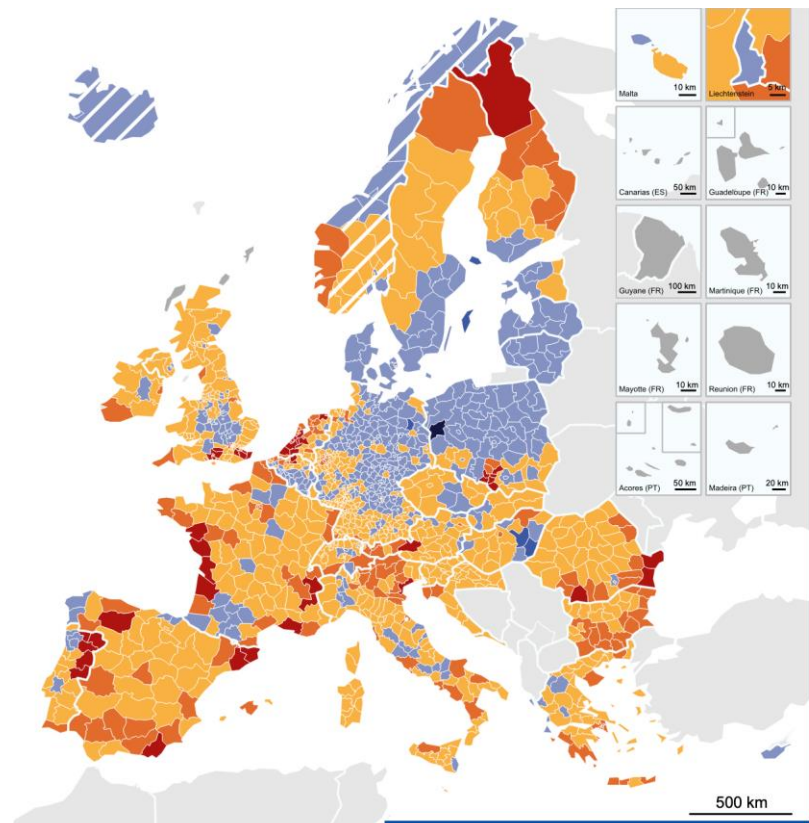 Malta
10 km
Liechtenstein
5 km
Canarias (ES)
50 km
Guadeloupe (FR)
10 km
Guyane (FR)
100 km
Martinique (FR)
10 km
Mayotte (FR)
10 km
Reunion (FR)
10 km
Acores (PT)
50 km
Madeira (PT)
20 km
500 km